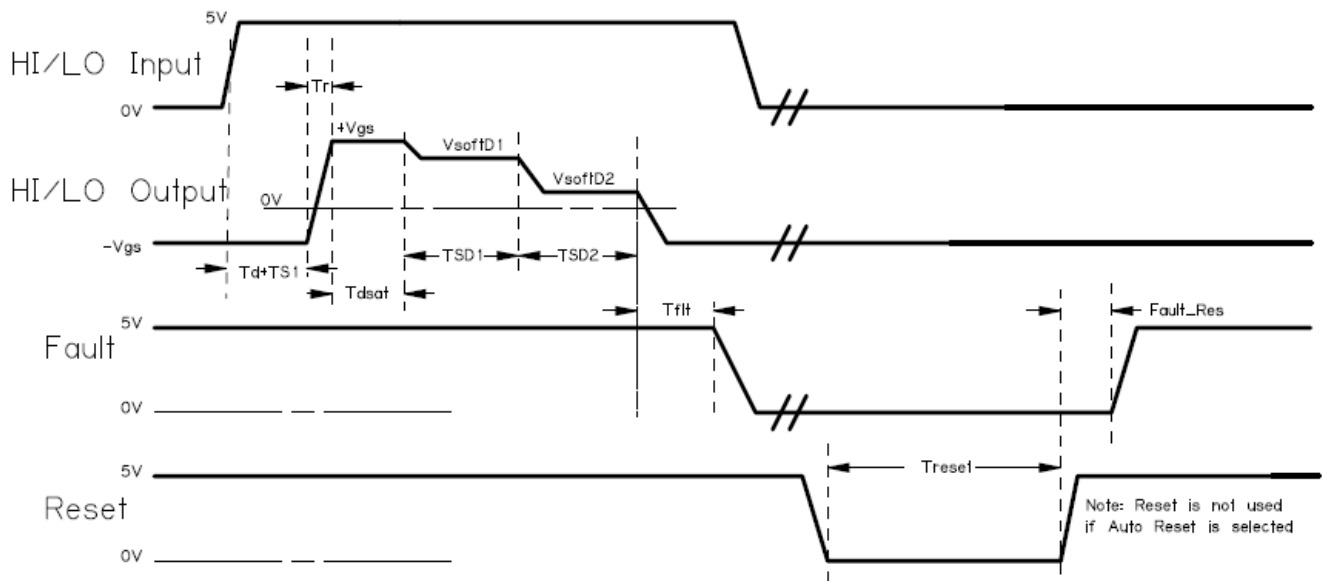 5V
HI/LO Input
Tr
0V
+Vgs
VsoftD1
VsoftD2
HI/LO Output
0V
-Vgs
Td+TS1
TSD1
TSD2
Tdsat
Tflt
Fault_Res
5V
Fault
0V
5V
Treset
Reset
Note: Reset is not used
if Auto Reset is selected
0V